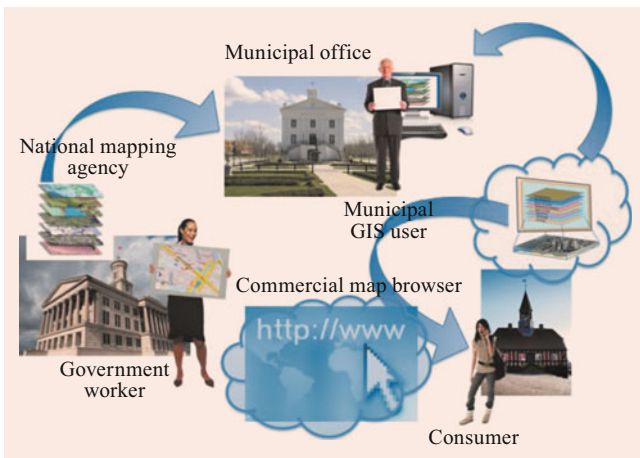 Municipal office
National mapping
agency
Municipal
GIS user
Commercial map browser
http://www
Government
worker
Consumer